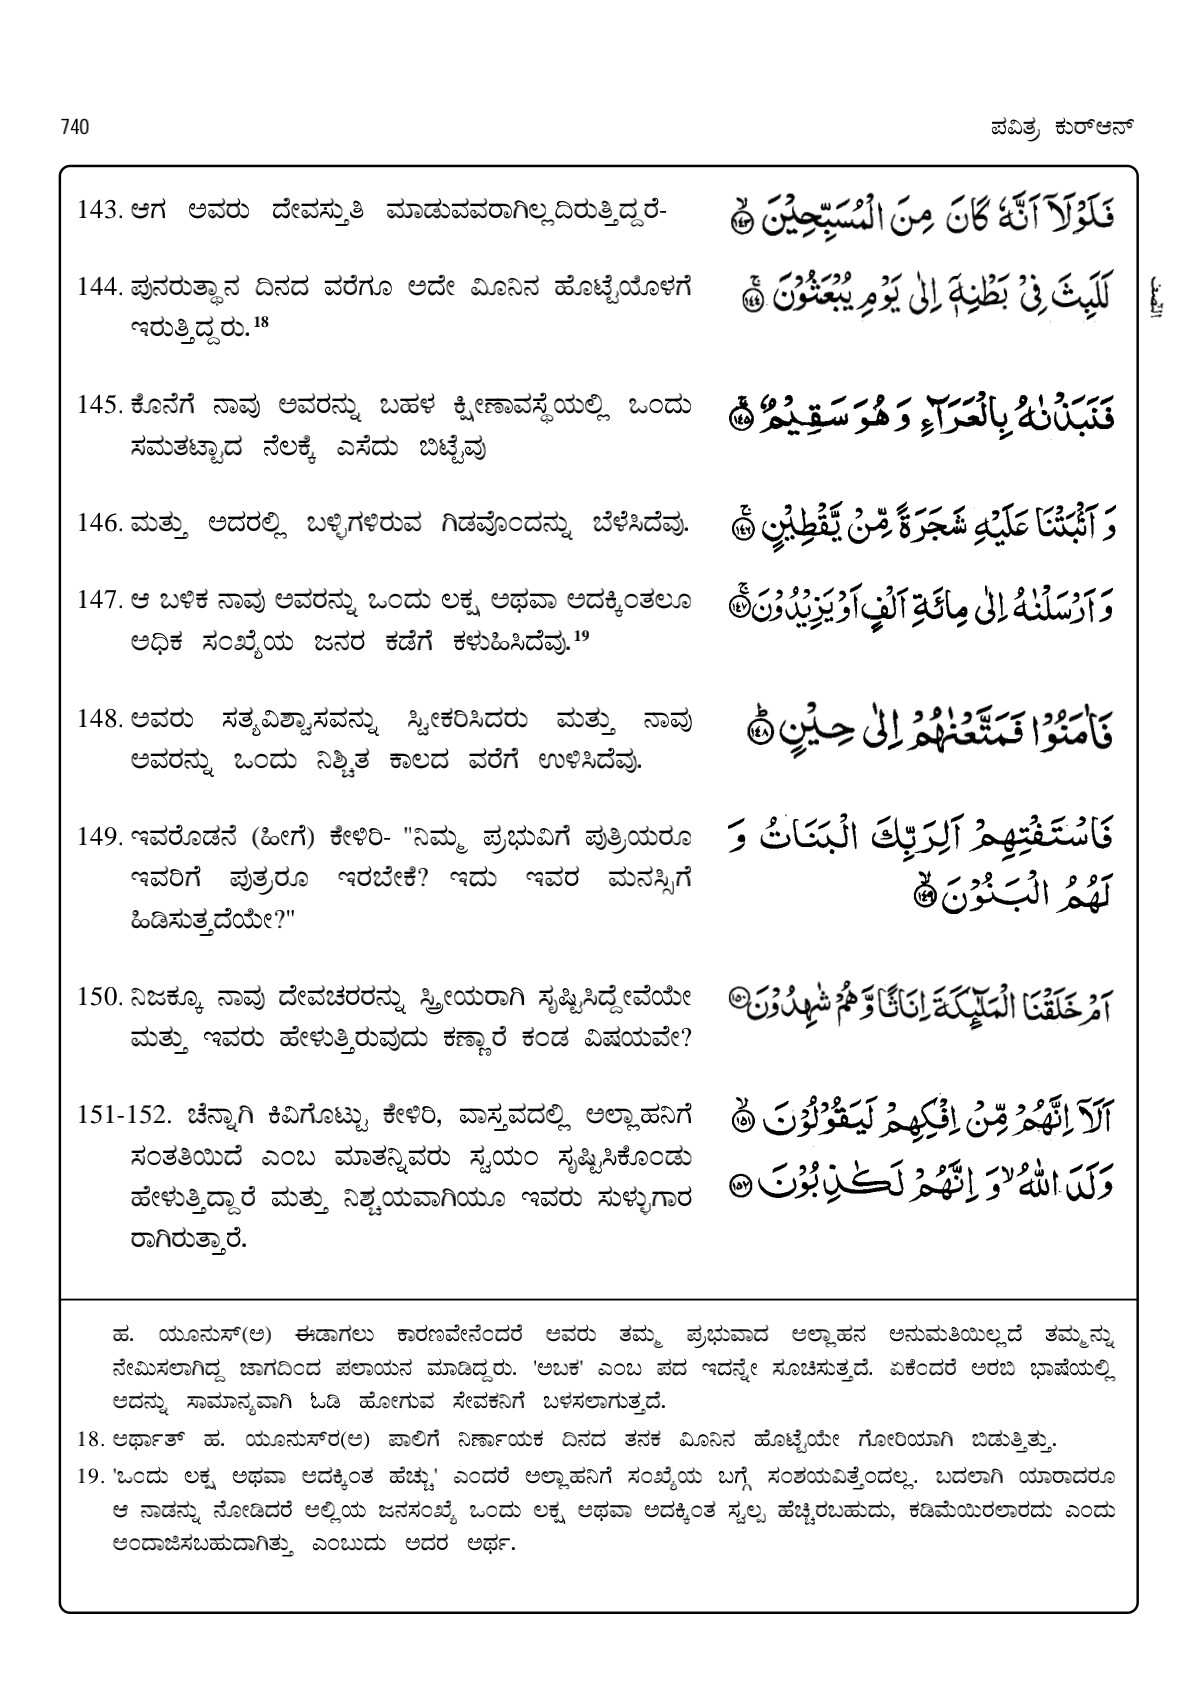 740
ಪವಿತ್ರ ಕುರ್‌ಆನ್
143. ಆಗ ಅವರು ದೇವಸ್ತುತಿ ಮಾಡುವವರಾಗಿಲ್ಲದಿರುತ್ತಿದ್ದರೆ-
144. ಪುನರುತ್ಥಾನ ದಿನದ ವರೆಗೂ ಅದೇ ಮೀನಿನ ಹೊಟ್ಟೆಯೊಳಗೆ
ಇರುತ್ತಿದ್ದರು.18
145. ಕೊನೆಗೆ ನಾವು ಅವರನ್ನು ಬಹಳ ಕ್ಷೀಣಾವಸ್ಥೆಯಲ್ಲಿ ಒಂದು
ಸಮತಟ್ಟಾದ ನೆಲಕ್ಕೆ ಎಸೆದು ಬಿಟ್ಟೆವು
146. ಮತ್ತು ಅದರಲ್ಲಿ ಬಳ್ಳಿಗಳಿರುವ ಗಿಡವೊಂದನ್ನು ಬೆಳೆಸಿದೆವು.
147. ಆ ಬಳಿಕ ನಾವು ಅವರನ್ನು ಒಂದು ಲಕ್ಷ ಅಥವಾ ಅದಕ್ಕಿಂತಲೂ
ಅಧಿಕ ಸಂಖ್ಯೆಯ ಜನರ ಕಡೆಗೆ ಕಳುಹಿಸಿದೆವು.19
148. ಅವರು ಸತ್ಯವಿಶ್ವಾಸವನ್ನು ಸ್ವೀಕರಿಸಿದರು ಮತ್ತು ನಾವು
ಅವರನ್ನು ಒಂದು ನಿಶ್ಚಿತ ಕಾಲದ ವರೆಗೆ ಉಳಿಸಿದೆವು.
149. ಇವರೊಡನೆ (ಹೀಗೆ) ಕೇಳಿರಿ- "ನಿಮ್ಮ ಪ್ರಭುವಿಗೆ ಪುತ್ರಿಯರೂ
ಇವರಿಗೆ ಪುತ್ರರೂ ಇರಬೇಕೆ? ಇದು ಇವರ ಮನಸ್ಸಿಗೆ
ಹಿಡಿಸುತ್ತದೆಯೇ?"
150. ನಿಜಕ್ಕೂ ನಾವು ದೇವಚರರನ್ನು ಸ್ತ್ರೀಯರಾಗಿ ಸೃಷ್ಟಿಸಿದ್ದೇವೆಯೇ
ಮತ್ತು ಇವರು ಹೇಳುತ್ತಿರುವುದು ಕಣ್ಣಾರೆ ಕಂಡ ವಿಷಯವೇ?
151-152. ಚೆನ್ನಾಗಿ ಕಿವಿಗೊಟ್ಟು ಕೇಳಿರಿ, ವಾಸ್ತವದಲ್ಲಿ ಅಲ್ಲಾಹನಿಗೆ
ಸಂತತಿಯಿದೆ ಎಂಬ ಮಾತನ್ನಿವರು ಸ್ವಯಂ ಸೃಷ್ಟಿಸಿಕೊಂಡು
ಹೇಳುತ್ತಿದ್ದಾರೆ ಮತ್ತು ನಿಶ್ಚಯವಾಗಿಯೂ ಇವರು ಸುಳ್ಳುಗಾರ
ರಾಗಿರುತ್ತಾರೆ.
فَلَوْلَآ اَنَّهٗ كَانَ مِنَ الْمُسَبِّحِيْنَ ۝١٤٣
لَلَبِثَ فِيْ بَطْنِهٖٓ اِلٰى يَوْمِ يُبْعَثُوْنَ ۝١٤٤
فَنَبَذْنٰهُ بِالْعَرَآءِ وَ هُوَ سَقِيْمٌ ۝١٤٥
وَ اَنْۢبَتْنَا عَلَيْهِ شَجَرَةً مِّنْ يَّقْطِيْنٍ ۝١٤٦
وَ اَرْسَلْنٰهُ اِلٰى مِائَةِ اَلْفٍ اَوْ يَزِيْدُوْنَ ۝١٤٧
فَاٰمَنُوْا فَمَتَّعْنٰهُمْ اِلٰى حِيْنٍ ۝١٤٨
فَاسْتَفْتِهِمْ اَلِرَبِّكَ الْبَنَاتُ وَ
لَهُمُ الْبَنُوْنَ ۝١٤٩
اَمْ خَلَقْنَا الْمَلٰٓئِكَةَ اِنَاثًا وَّ هُمْ شٰهِدُوْنَ ۝١٥٠
اَلَآ اِنَّهُمْ مِّنْ اِفْكِهِمْ لَيَقُوْلُوْنَ ۝١٥١
وَلَدَ اللّٰهُ ۙ وَ اِنَّهُمْ لَكٰذِبُوْنَ ۝١٥٢
الصّٰفّٰت
ಹ. ಯೂನುಸ್(ಅ) ಈಡಾಗಲು ಕಾರಣವೇನೆಂದರೆ ಅವರು ತಮ್ಮ ಪ್ರಭುವಾದ ಅಲ್ಲಾಹನ ಅನುಮತಿಯಿಲ್ಲದೆ ತಮ್ಮನ್ನು
ನೇಮಿಸಲಾಗಿದ್ದ ಜಾಗದಿಂದ ಪಲಾಯನ ಮಾಡಿದ್ದರು. 'ಅಬಕ' ಎಂಬ ಪದ ಇದನ್ನೇ ಸೂಚಿಸುತ್ತದೆ. ಏಕೆಂದರೆ ಅರಬಿ ಭಾಷೆಯಲ್ಲಿ
ಅದನ್ನು ಸಾಮಾನ್ಯವಾಗಿ ಓಡಿ ಹೋಗುವ ಸೇವಕನಿಗೆ ಬಳಸಲಾಗುತ್ತದೆ.
18. ಅರ್ಥಾತ್ ಹ. ಯೂನುಸ್‌ರ(ಅ) ಪಾಲಿಗೆ ನಿರ್ಣಾಯಕ ದಿನದ ತನಕ ಮೀನಿನ ಹೊಟ್ಟೆಯೇ ಗೋರಿಯಾಗಿ ಬಿಡುತ್ತಿತ್ತು.
19. 'ಒಂದು ಲಕ್ಷ ಅಥವಾ ಅದಕ್ಕಿಂತ ಹೆಚ್ಚು' ಎಂದರೆ ಅಲ್ಲಾಹನಿಗೆ ಸಂಖ್ಯೆಯ ಬಗ್ಗೆ ಸಂಶಯವಿತ್ತೆಂದಲ್ಲ. ಬದಲಾಗಿ ಯಾರಾದರೂ
ಆ ನಾಡನ್ನು ನೋಡಿದರೆ ಅಲ್ಲಿಯ ಜನಸಂಖ್ಯೆ ಒಂದು ಲಕ್ಷ ಅಥವಾ ಅದಕ್ಕಿಂತ ಸ್ವಲ್ಪ ಹೆಚ್ಚಿರಬಹುದು, ಕಡಿಮೆಯಿರಲಾರದು ಎಂದು
ಅಂದಾಜಿಸಬಹುದಾಗಿತ್ತು ಎಂಬುದು ಅದರ ಅರ್ಥ.